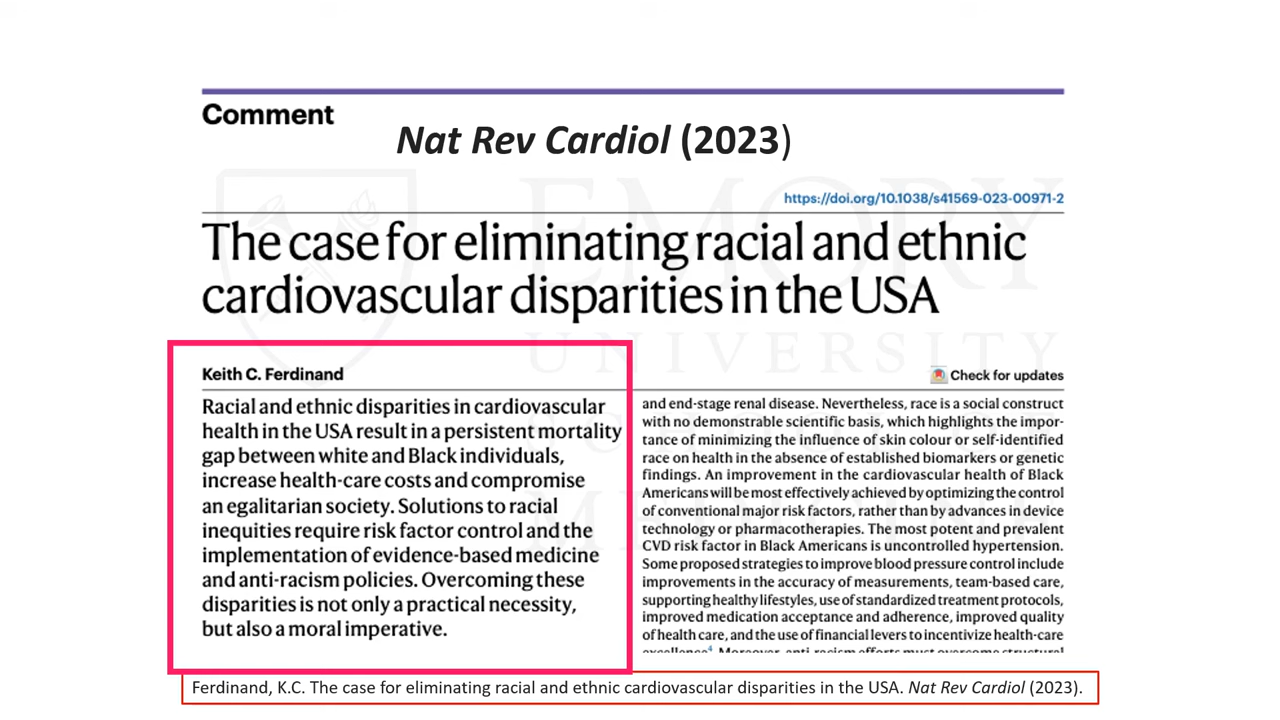 Comment
Nat Rev Cardiol (2023)
https://doi.org/10.1038/s41569-023-00971-2
The case for eliminating racial and ethnic
cardiovascular disparities in the USA
Keith C. Ferdinand
Racial and ethnic disparities in cardiovascular
health in the USA result in a persistent mortality
gap between white and Black individuals,
increase health-care costs and compromise
an egalitarian society. Solutions to racial
inequities require risk factor control and the
implementation of evidence-based medicine
and anti-racism policies. Overcoming these
disparities is not only a practical necessity,
but also a moral imperative.
Check for updates
and end-stage renal disease. Nevertheless, race is a social construct
with no demonstrable scientific basis, which highlights the impor-
tance of minimizing the influence of skin colour or self-identified
race on health in the absence of established biomarkers or genetic
findings. An improvement in the cardiovascular health of Black
Americans will be most effectively achieved by optimizing the control
of conventional major risk factors, rather than by advances in device
technology or pharmacotherapies. The most potent and prevalent
CVD risk factor in Black Americans is uncontrolled hypertension.
Some proposed strategies to improve blood pressure control include
improvements in the accuracy of measurements, team-based care,
supporting healthy lifestyles, use of standardized treatment protocols,
improved medication acceptance and adherence, improved quality
of health care, and the use of financial levers to incentivize health-care
excellence4. Moreover, anti-racism efforts must overcome structural
Ferdinand, K.C. The case for eliminating racial and ethnic cardiovascular disparities in the USA. Nat Rev Cardiol (2023).
EMORY
UNIVERSITY